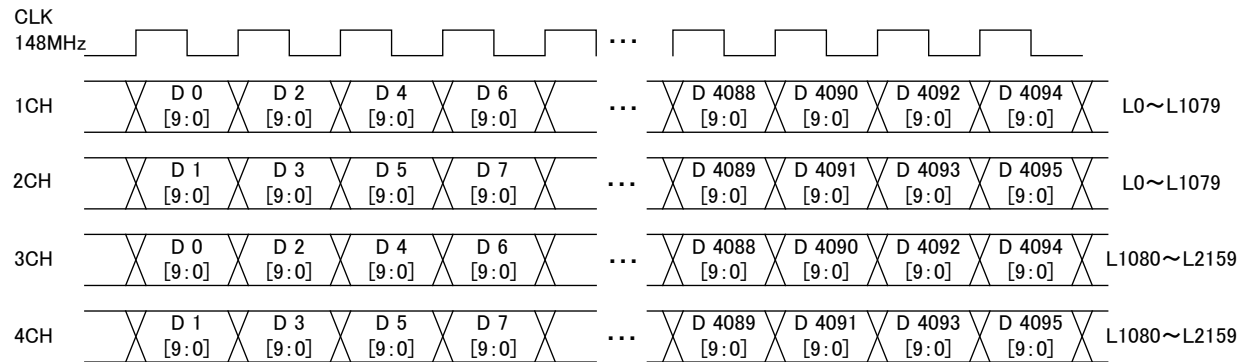 CLK
148MHz ...
D 0 D 2 D 4 D 6 D 4088 D 4090 D 4092 D 4094
1CH ... L0～L1079
[9:0] [9:0] [9:0] [9:0] [9:0] [9:0] [9:0] [9:0]
D 1 D 3 D 5 D 7 D 4089 D 4091 D 4093 D 4095
2CH ... L0～L1079
[9:0] [9:0] [9:0] [9:0] [9:0] [9:0] [9:0] [9:0]
D 0 D 2 D 4 D 6 D 4088 D 4090 D 4092 D 4094
3CH ... L1080～L2159
[9:0] [9:0] [9:0] [9:0] [9:0] [9:0] [9:0] [9:0]
D 1 D 3 D 5 D 7 D 4089 D 4091 D 4093 D 4095
4CH ... L1080～L2159
[9:0] [9:0] [9:0] [9:0] [9:0] [9:0] [9:0] [9:0]